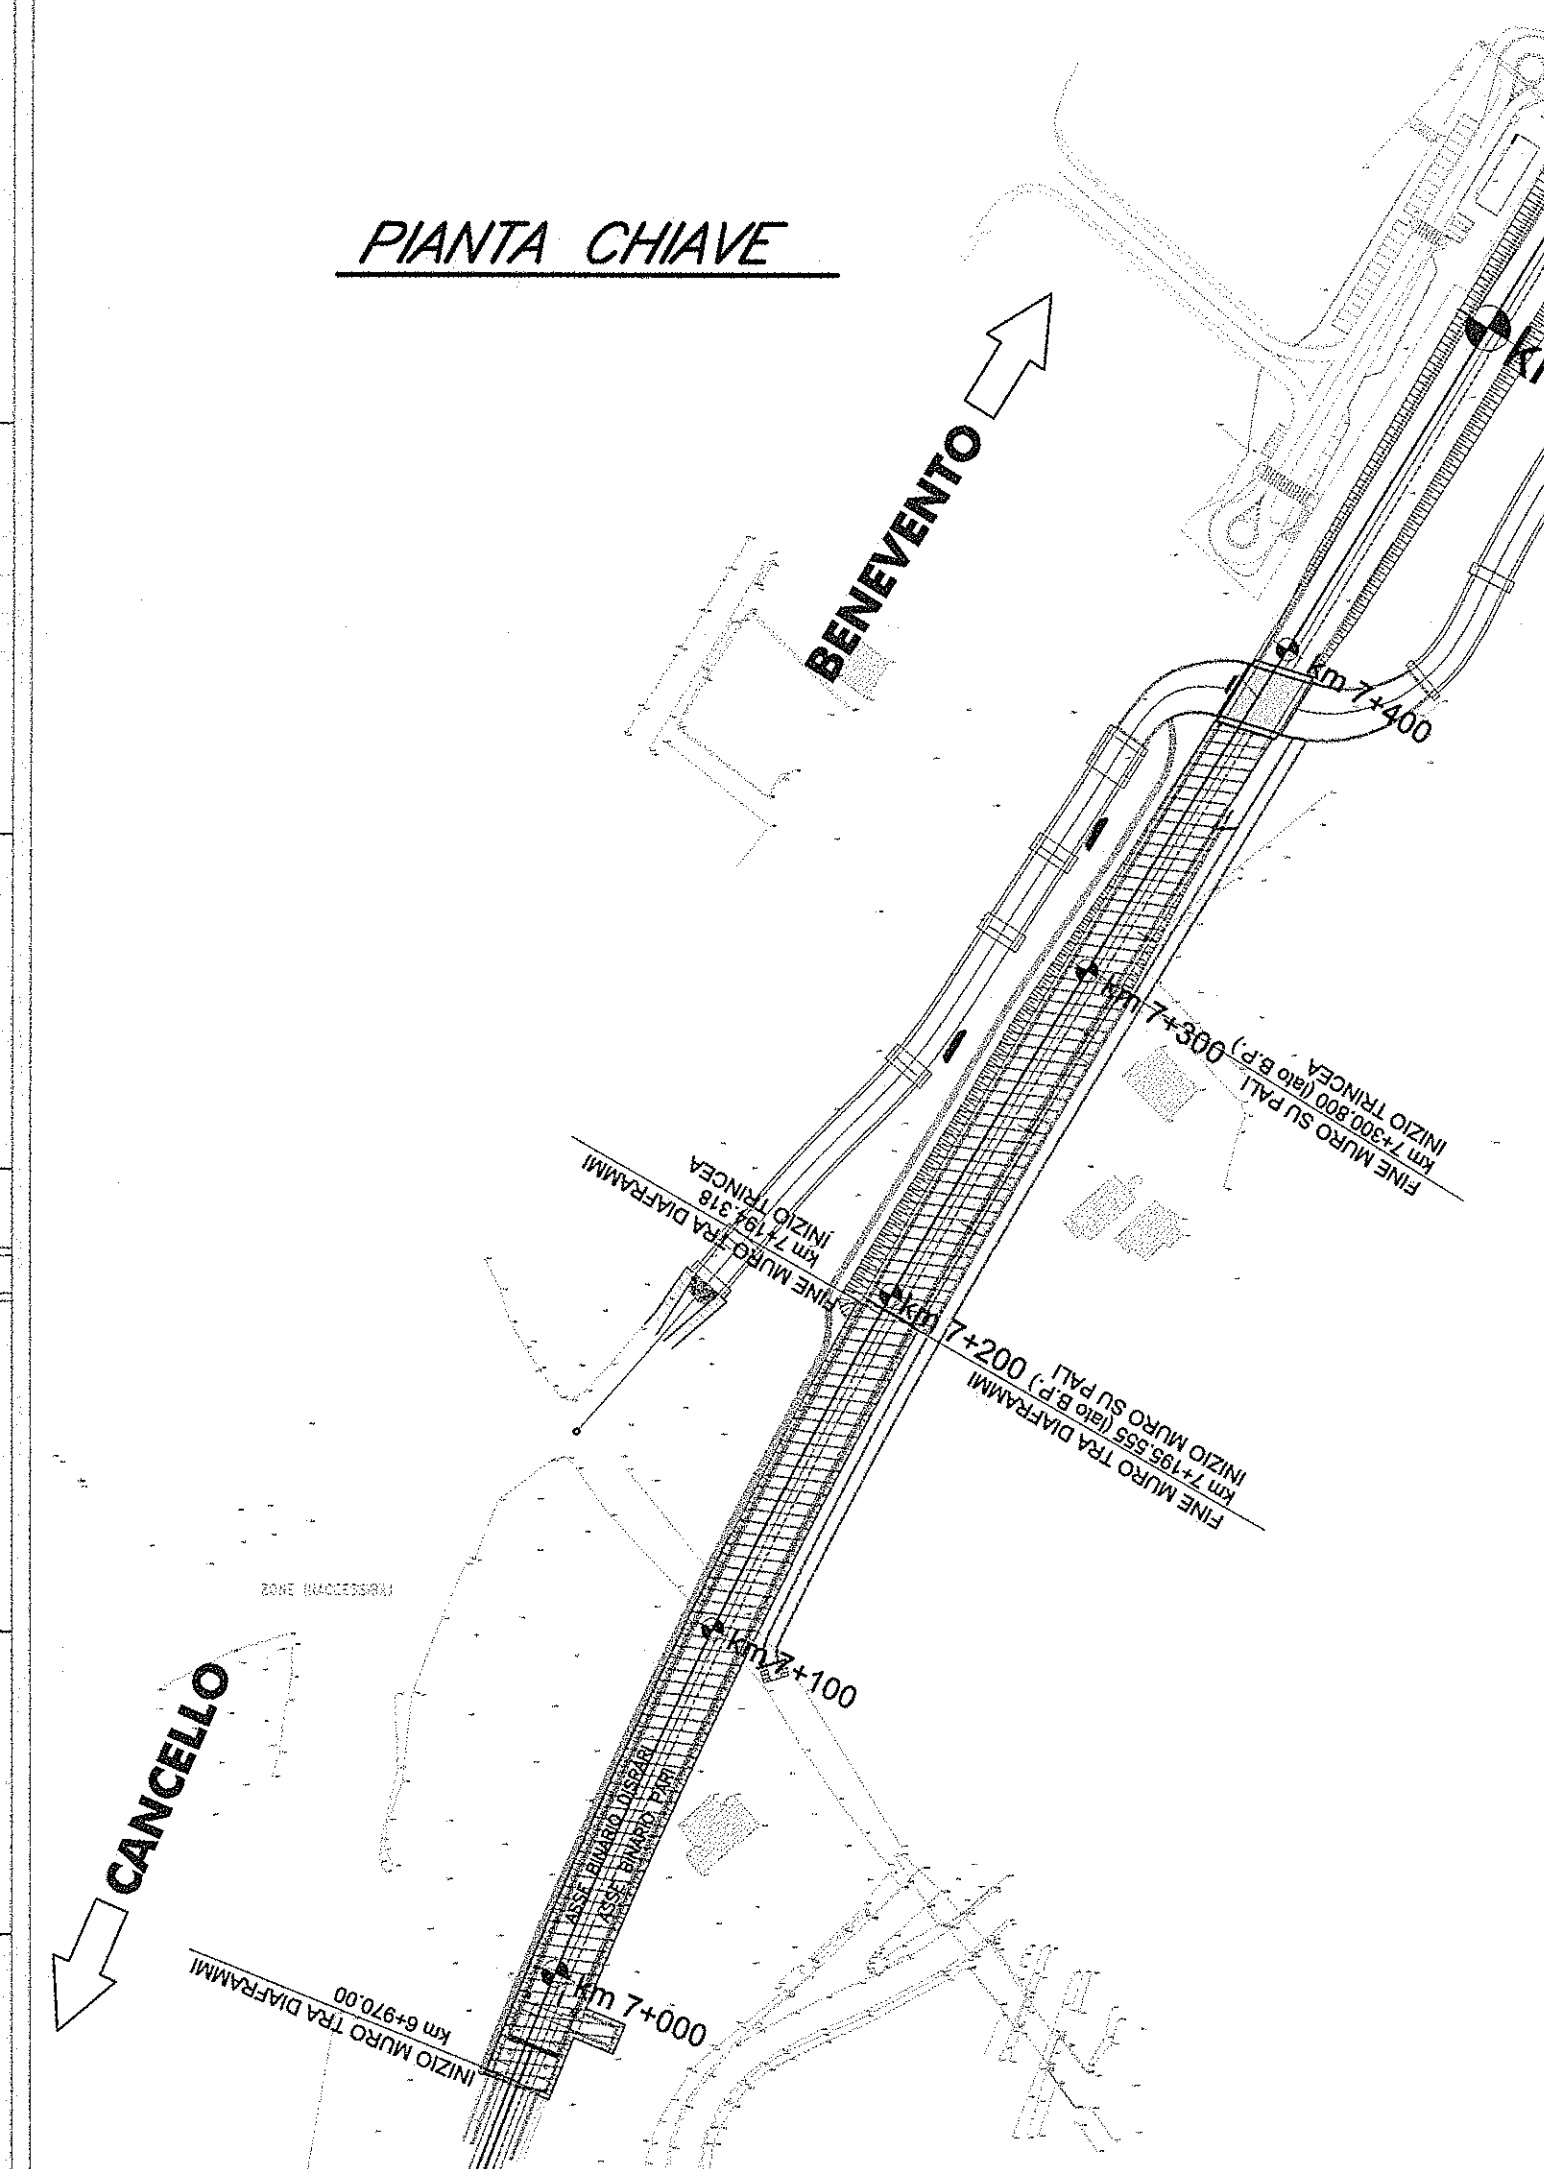 PIANTA CHIAVE
BENEVENTO
km 7+400
km 7+300
FINE MURO SU PALI
km 7+300.800 (lato B.P.)
INIZIO TRINCEA
FINE MURO TRA DIAFRAMMI
km 7+194.318
INIZIO TRINCEA
km 7+200
FINE MURO TRA DIAFRAMMI
km 7+195.555 (lato B.P.)
INIZIO MURO SU PALI
km 7+100
CANCELLO
ASSE BINARIO DISPARI
ASSE BINARIO PARI
km 7+000
INIZIO MURO TRA DIAFRAMMI
km 6+970.00